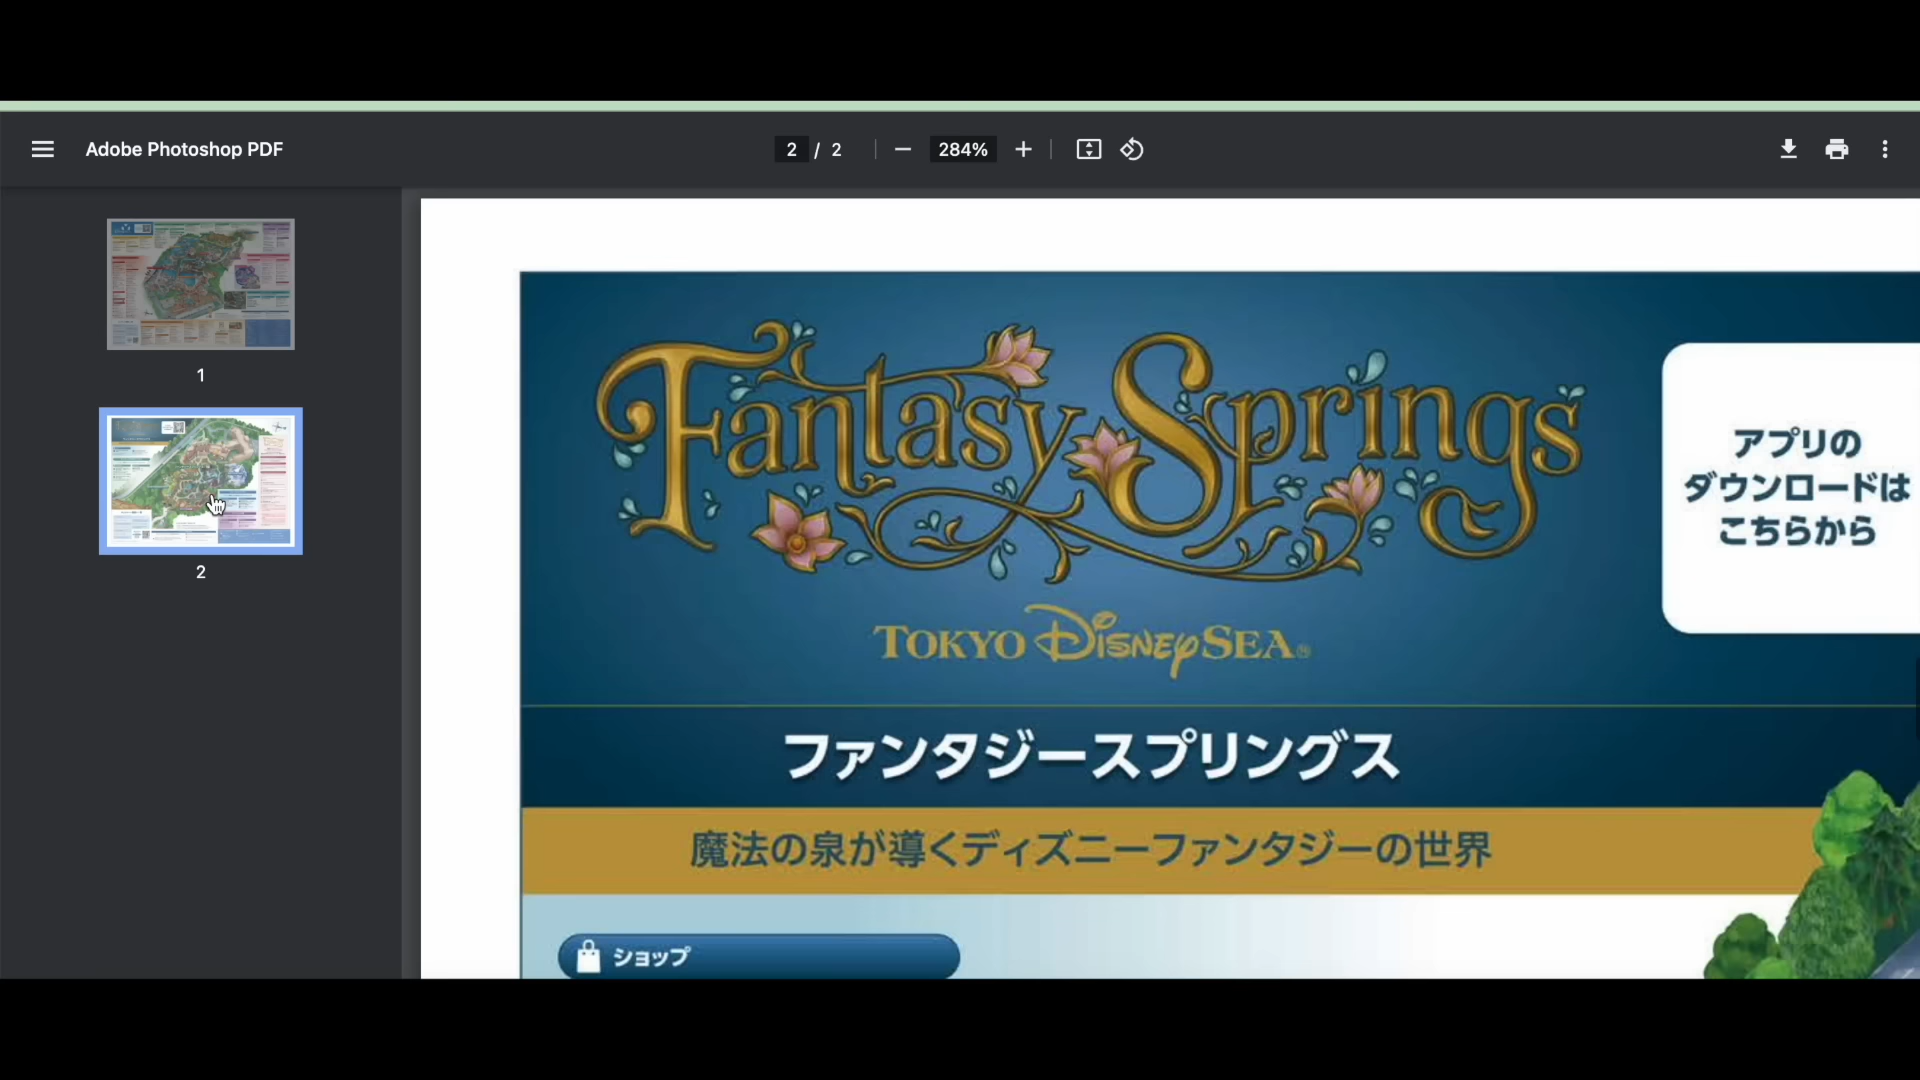 Adobe Photoshop PDF
2 / 2
284%
1
2
Fantasy Springs
TOKYO DISNEYSEA®
アプリの
ダウンロードは
こちらから
ファンタジースプリングス
魔法の泉が導くディズニーファンタジーの世界
ショップ